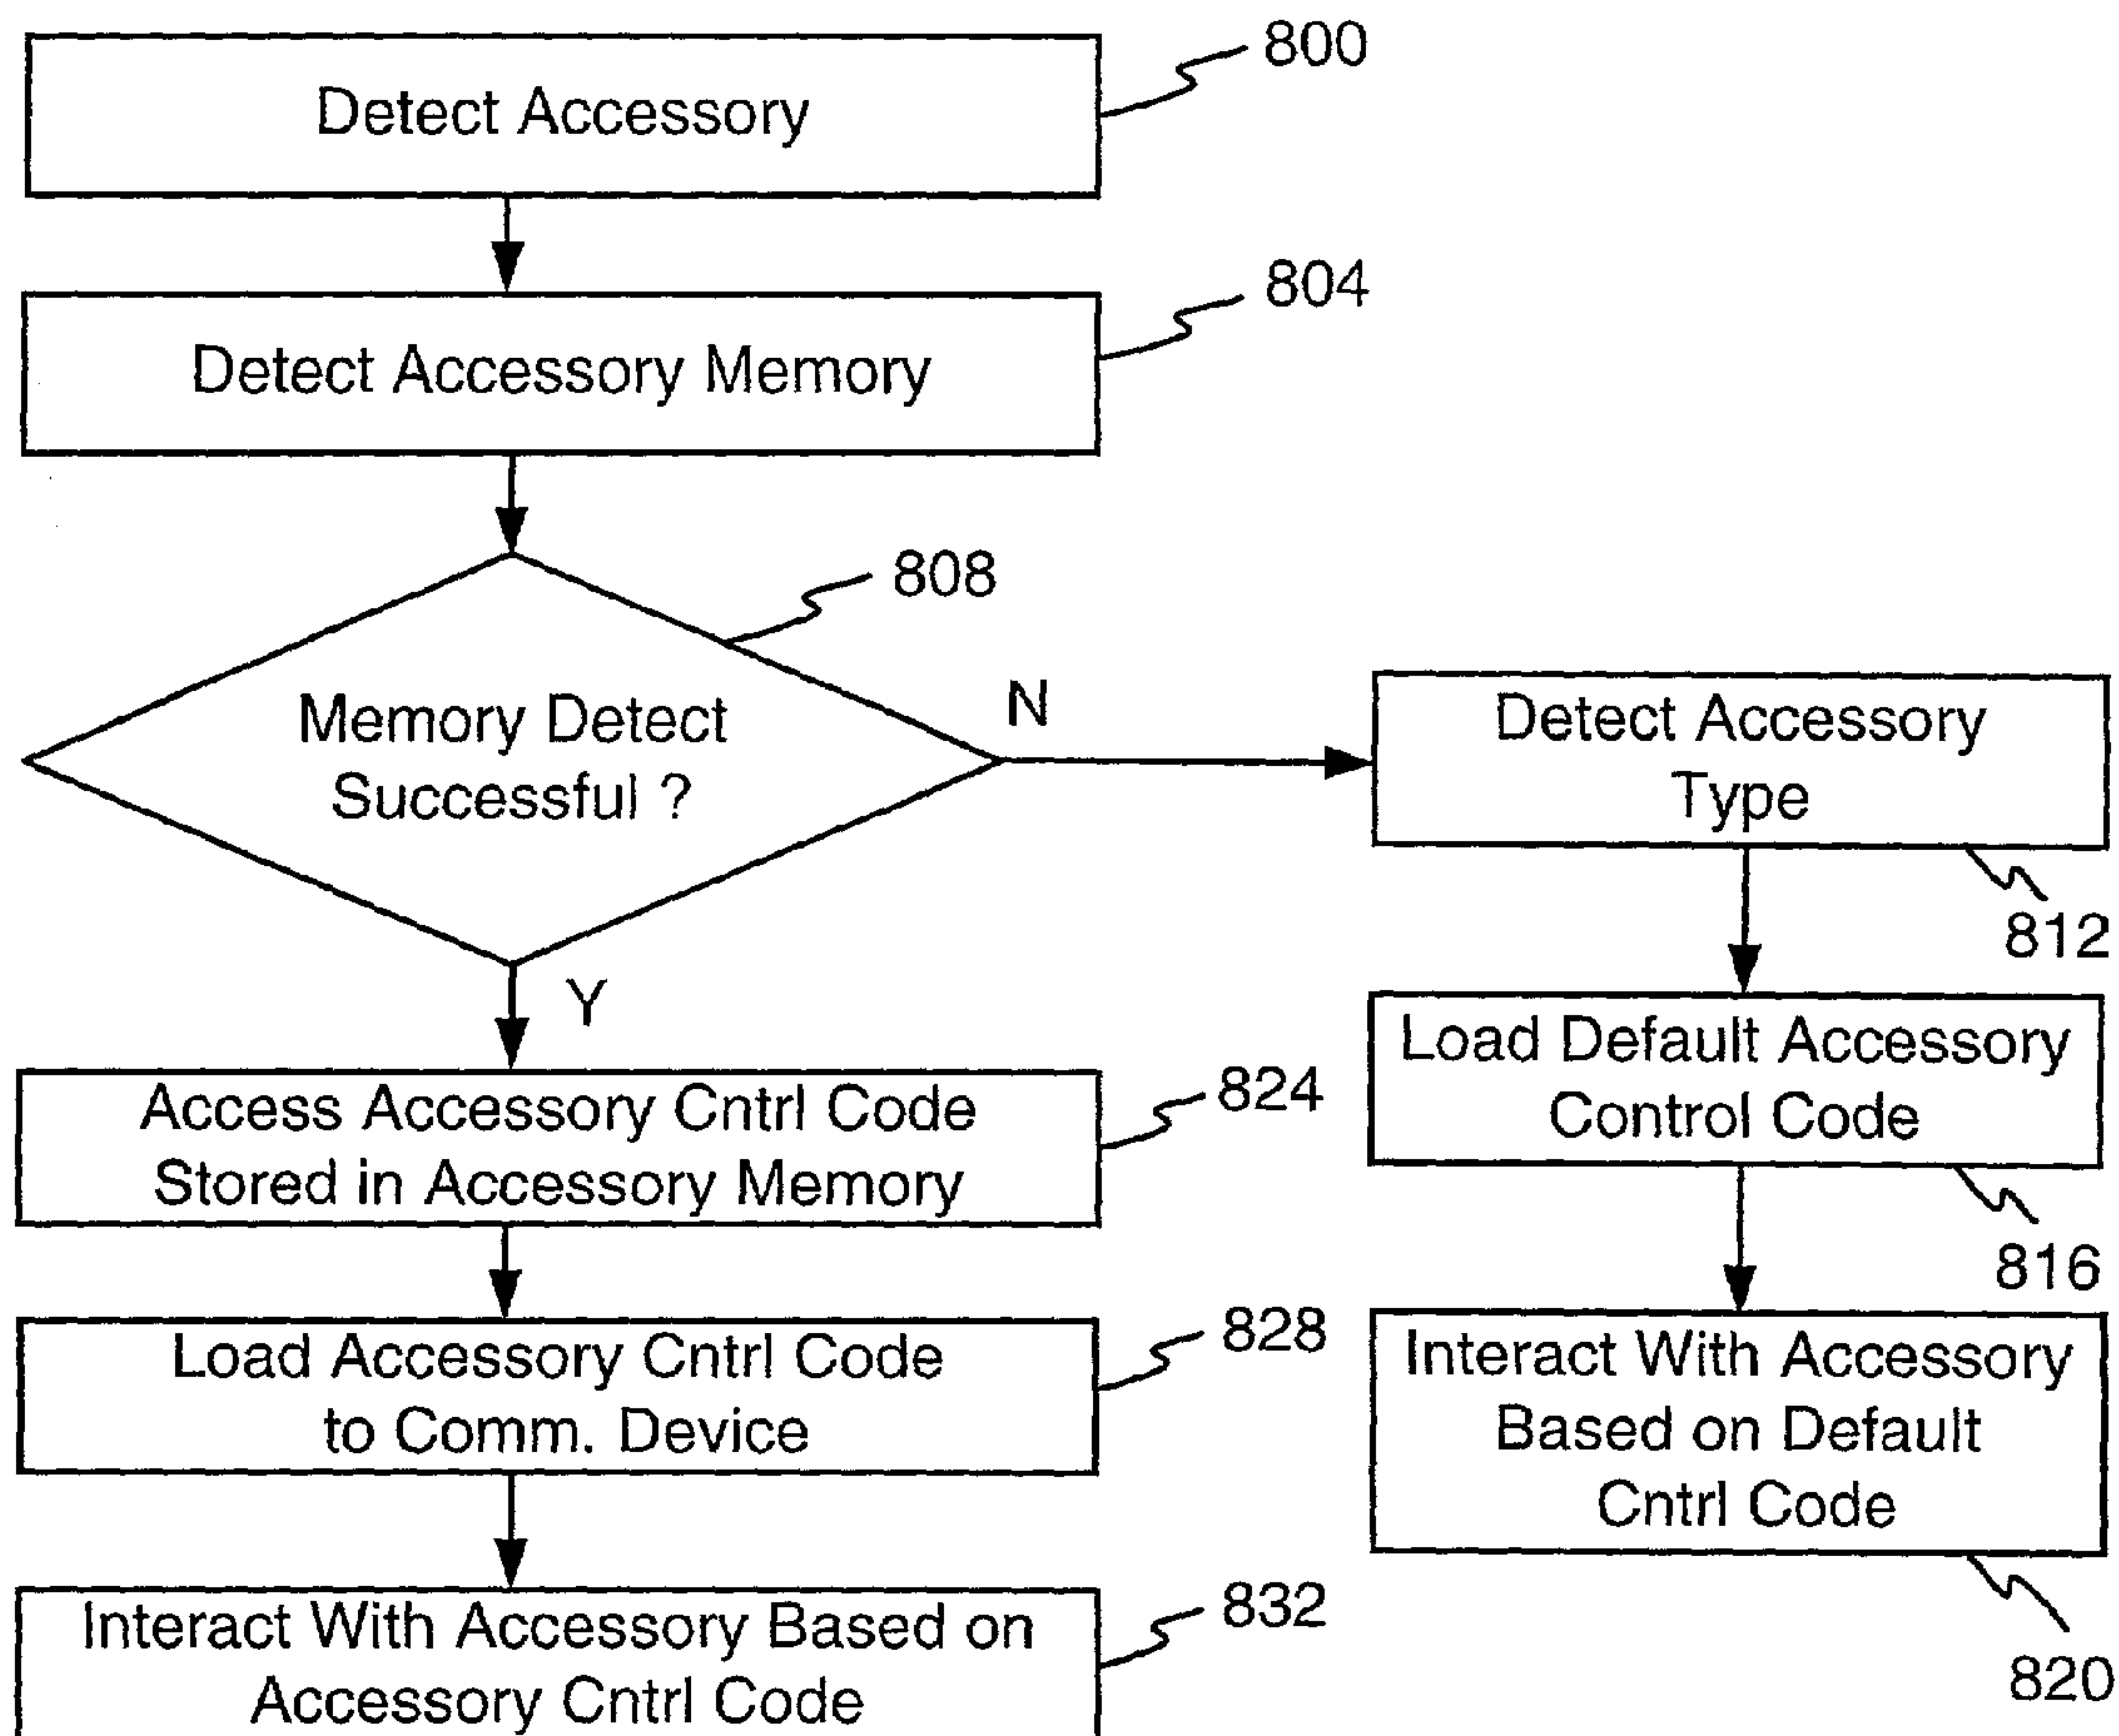 Detect Accessory
800
Detect Accessory Memory
804
Memory Detect
Successful ?
808
N
Y
Detect Accessory
Type
812
Load Default Accessory
Control Code
816
Interact With Accessory
Based on Default
Cntrl Code
820
Access Accessory Cntrl Code
Stored in Accessory Memory
824
Load Accessory Cntrl Code
to Comm. Device
828
Interact With Accessory Based on
Accessory Cntrl Code
832